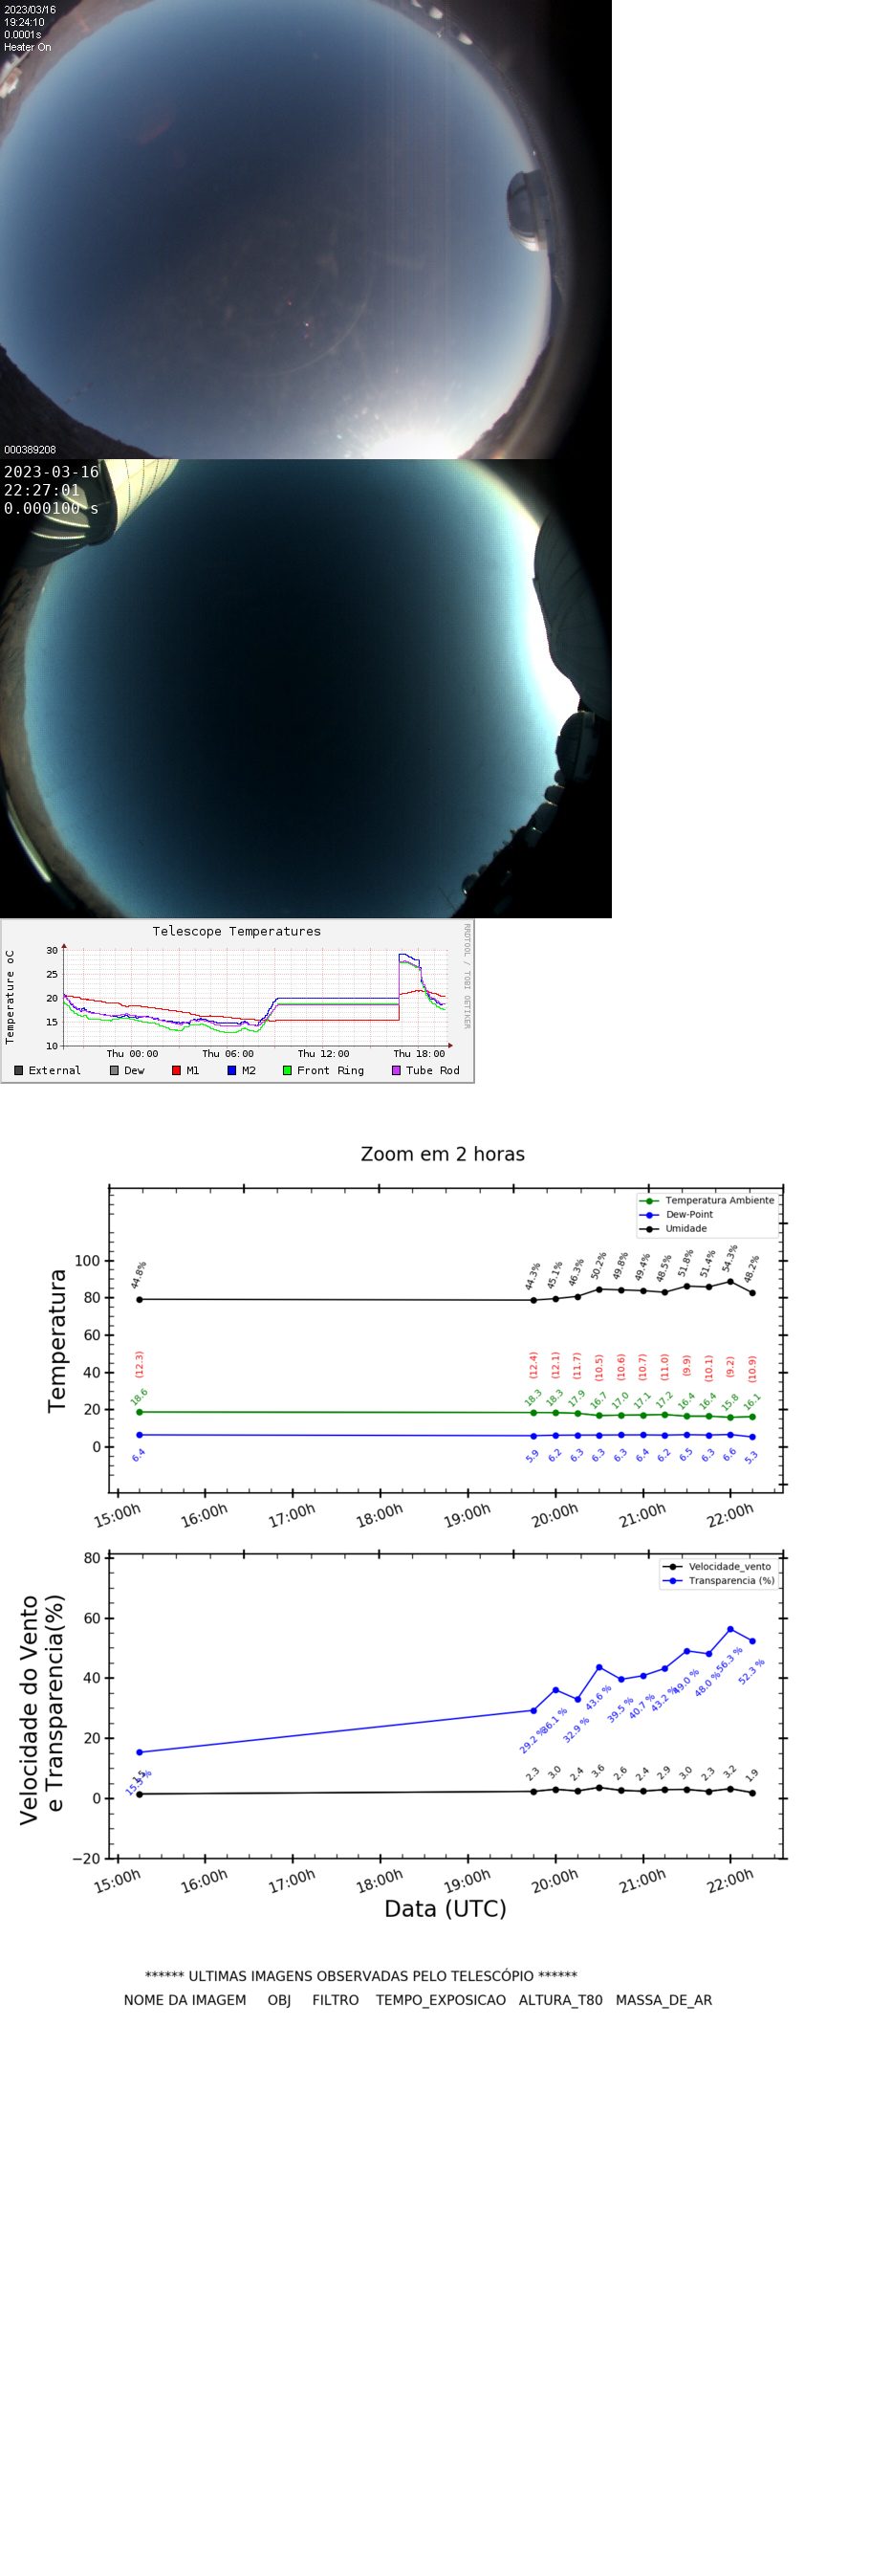 2023/03/16
19:24:10
0.0001s
Heater On
000389208
2023-03-16
22:27:01
0.000100 s
Telescope Temperatures
RRDTOOL / TOBI OETIKER
Temperature oC
30
25
20
15
10
Thu 00:00 Thu 06:00 Thu 12:00 Thu 18:00
External Dew M1 M2 Front Ring Tube Rod
Zoom em 2 horas
Temperatura Ambiente
Dew-Point
Umidade
Temperatura
100
80
60
40
20
0
44.8% 44.3% 45.1% 46.3% 50.2% 49.8% 49.4% 48.5% 51.8% 51.4% 54.3% 48.2%
(12.3) (12.4) (12.1) (11.7) (10.5) (10.6) (10.7) (11.0) (9.9) (10.1) (9.2) (10.9)
18.6 18.3 18.3 17.9 16.7 17.0 17.1 17.2 16.4 16.4 15.8 16.1
6.4 5.9 6.2 6.3 6.3 6.3 6.4 6.2 6.5 6.3 6.6 5.3
15:00h 16:00h 17:00h 18:00h 19:00h 20:00h 21:00h 22:00h
Velocidade_vento
Transparencia (%)
Velocidade do Vento
e Transparencia(%)
80
60
40
20
0
−20
29.2 % 36.1 % 32.9 % 43.6 % 39.5 % 40.7 % 43.2 % 49.0 % 48.0 % 56.3 % 52.3 %
2.3 3.0 2.4 3.6 2.6 2.4 2.9 3.0 2.3 3.2 1.9
15:00h 16:00h 17:00h 18:00h 19:00h 20:00h 21:00h 22:00h
Data (UTC)
****** ULTIMAS IMAGENS OBSERVADAS PELO TELESCÓPIO ******
NOME DA IMAGEM OBJ FILTRO TEMPO_EXPOSICAO ALTURA_T80 MASSA_DE_AR